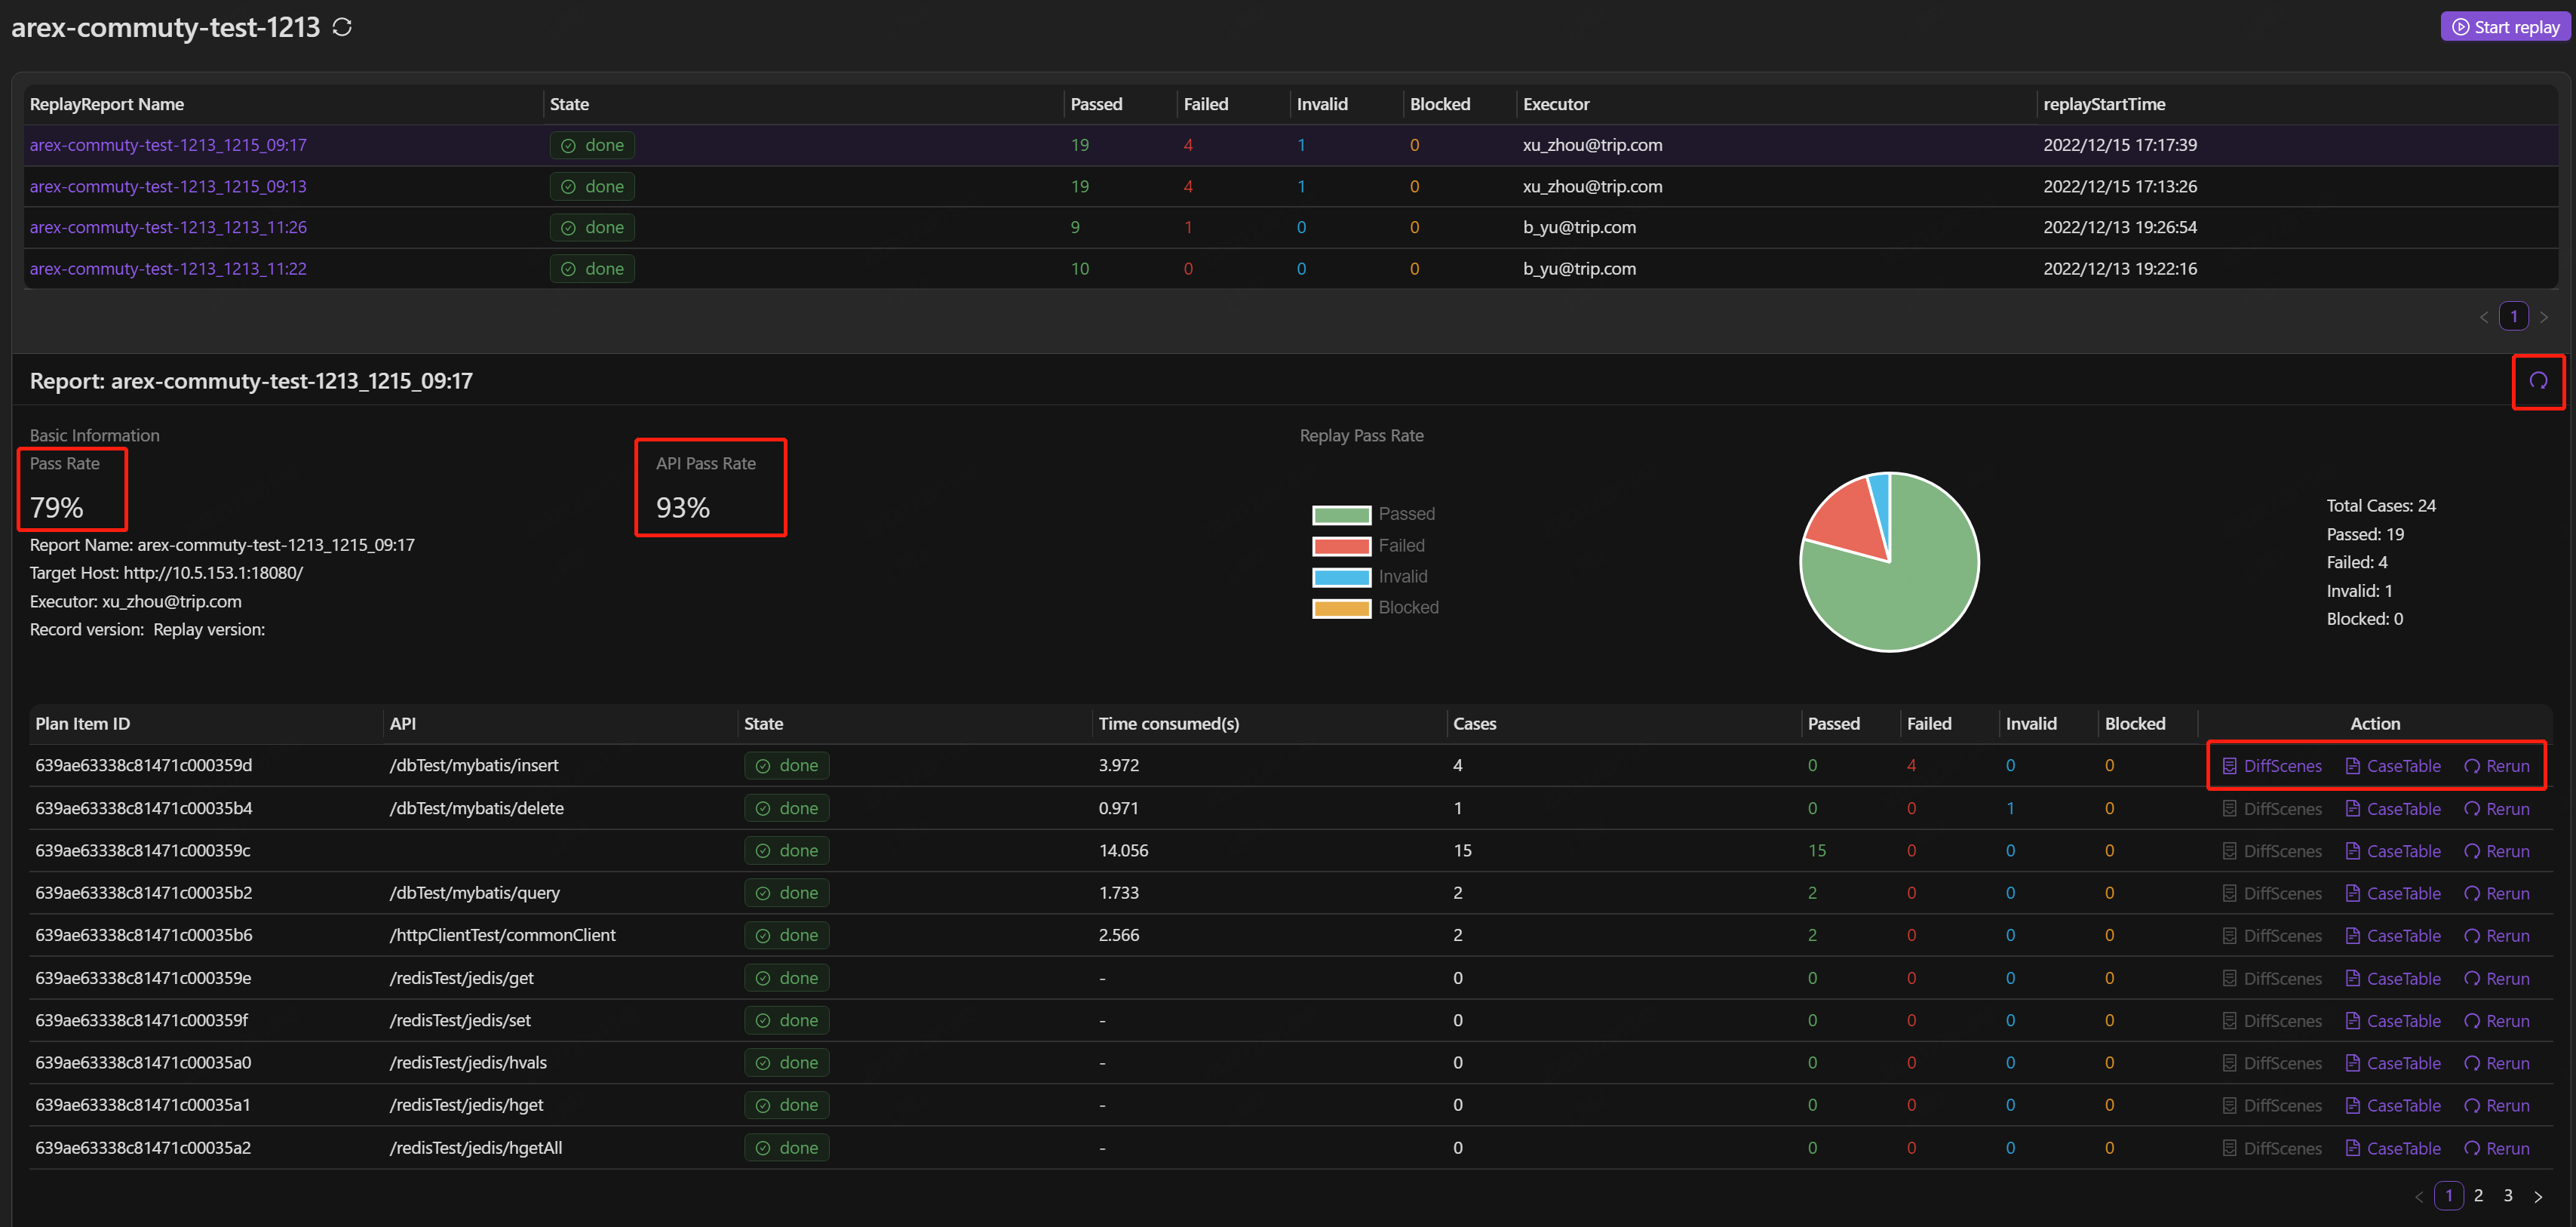 arex-commuty-test-1213
Start replay
ReplayReport Name State Passed Failed Invalid Blocked Executor replayStartTime
arex-commuty-test-1213_1215_09:17 done 19 4 1 0 xu_zhou@trip.com 2022/12/15 17:17:39
arex-commuty-test-1213_1215_09:13 done 19 4 1 0 xu_zhou@trip.com 2022/12/15 17:13:26
arex-commuty-test-1213_1213_11:26 done 9 1 0 0 b_yu@trip.com 2022/12/13 19:26:54
arex-commuty-test-1213_1213_11:22 done 10 0 0 0 b_yu@trip.com 2022/12/13 19:22:16
< 1 >
Report: arex-commuty-test-1213_1215_09:17
Basic Information
Pass Rate
79%
API Pass Rate
93%
Report Name: arex-commuty-test-1213_1215_09:17
Target Host: http://10.5.153.1:18080/
Executor: xu_zhou@trip.com
Record version: Replay version:
Replay Pass Rate
Passed
Failed
Invalid
Blocked
Total Cases: 24
Passed: 19
Failed: 4
Invalid: 1
Blocked: 0
Plan Item ID API State Time consumed(s) Cases Passed Failed Invalid Blocked Action
639ae63338c81471c000359d /dbTest/mybatis/insert done 3.972 4 0 4 0 0 DiffScenes CaseTable Rerun
639ae63338c81471c00035b4 /dbTest/mybatis/delete done 0.971 1 0 0 1 0 DiffScenes CaseTable Rerun
639ae63338c81471c000359c done 14.056 15 15 0 0 0 DiffScenes CaseTable Rerun
639ae63338c81471c00035b2 /dbTest/mybatis/query done 1.733 2 2 0 0 0 DiffScenes CaseTable Rerun
639ae63338c81471c00035b6 /httpClientTest/commonClient done 2.566 2 2 0 0 0 DiffScenes CaseTable Rerun
639ae63338c81471c000359e /redisTest/jedis/get done - 0 0 0 0 0 DiffScenes CaseTable Rerun
639ae63338c81471c000359f /redisTest/jedis/set done - 0 0 0 0 0 DiffScenes CaseTable Rerun
639ae63338c81471c00035a0 /redisTest/jedis/hvals done - 0 0 0 0 0 DiffScenes CaseTable Rerun
639ae63338c81471c00035a1 /redisTest/jedis/hget done - 0 0 0 0 0 DiffScenes CaseTable Rerun
639ae63338c81471c00035a2 /redisTest/jedis/hgetAll done - 0 0 0 0 0 DiffScenes CaseTable Rerun
< 1 2 3 >